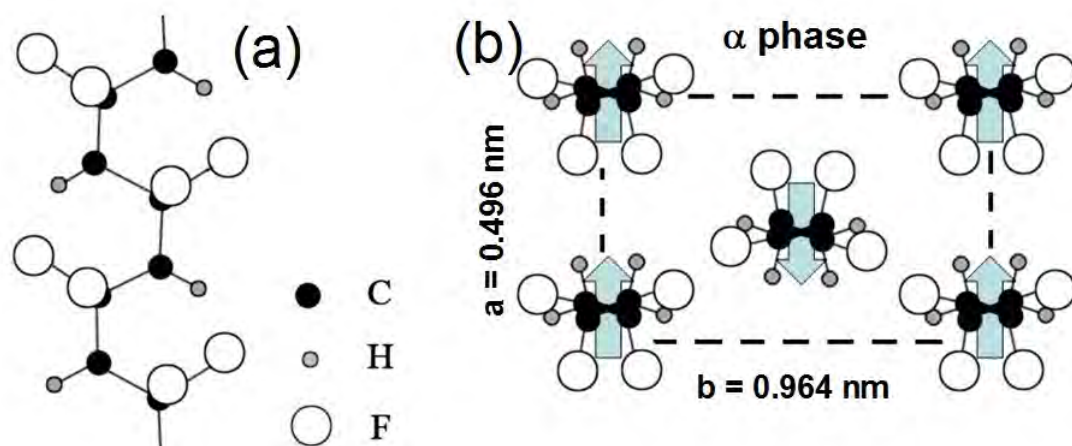 (a)
C
H
F
(b)
α phase
a = 0.496 nm
b = 0.964 nm